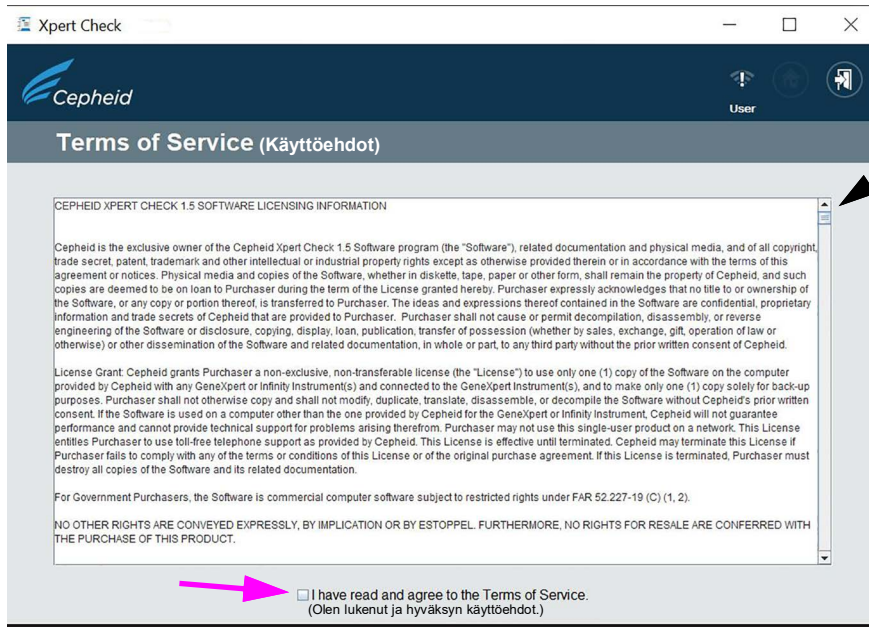 Xpert Check
Cepheid
User
Terms of Service (Käyttöehdot)
CEPHEID XPERT CHECK 1.5 SOFTWARE LICENSING INFORMATION
Cepheid is the exclusive owner of the Cepheid Xpert Check 1.5 Software program (the "Software"), related documentation and physical media, and of all copyright,
trade secret, patent, trademark and other intellectual or industrial property rights except as otherwise provided therein or in accordance with the terms of this
agreement or notices. Physical media and copies of the Software, whether in diskette, tape, paper or other form, shall remain the property of Cepheid, and such
copies are deemed to be on loan to Purchaser during the term of the License granted hereby. Purchaser expressly acknowledges that no title to or ownership of
the Software, or any copy or portion thereof, is transferred to Purchaser. The ideas and expressions thereof contained in the Software are confidential, proprietary
information and trade secrets of Cepheid that are provided to Purchaser. Purchaser shall not cause or permit decompilation, disassembly, or reverse
engineering of the Software or disclosure, copying, display, loan, publication, transfer of possession (whether by sales, exchange, gift, operation of law or
otherwise) or other dissemination of the Software and related documentation, in whole or part, to any third party without the prior written consent of Cepheid.
License Grant: Cepheid grants Purchaser a non-exclusive, non-transferable license (the "License") to use only one (1) copy of the Software on the computer
provided by Cepheid with any GeneXpert or Infinity Instrument(s) and connected to the GeneXpert Instrument(s), and to make only one (1) copy solely for back-up
purposes. Purchaser shall not otherwise copy and shall not modify, duplicate, translate, disassemble, or decompile the Software without Cepheid's prior written
consent. If the Software is used on a computer other than the one provided by Cepheid for the GeneXpert or Infinity Instrument, Cepheid will not guarantee
performance and cannot provide technical support for problems arising therefrom. Purchaser may not use this single-user product on a network. This License
entitles Purchaser to use toll-free telephone support as provided by Cepheid. This License is effective until terminated. Cepheid may terminate this License if
Purchaser fails to comply with any of the terms or conditions of this License or of the original purchase agreement. If this License is terminated, Purchaser must
destroy all copies of the Software and its related documentation.
For Government Purchasers, the Software is commercial computer software subject to restricted rights under FAR 52.227-19 (C) (1, 2).
NO OTHER RIGHTS ARE CONVEYED EXPRESSLY, BY IMPLICATION OR BY ESTOPPEL. FURTHERMORE, NO RIGHTS FOR RESALE ARE CONFERRED WITH
THE PURCHASE OF THIS PRODUCT.
I have read and agree to the Terms of Service.
(Olen lukenut ja hyväksyn käyttöehdot.)